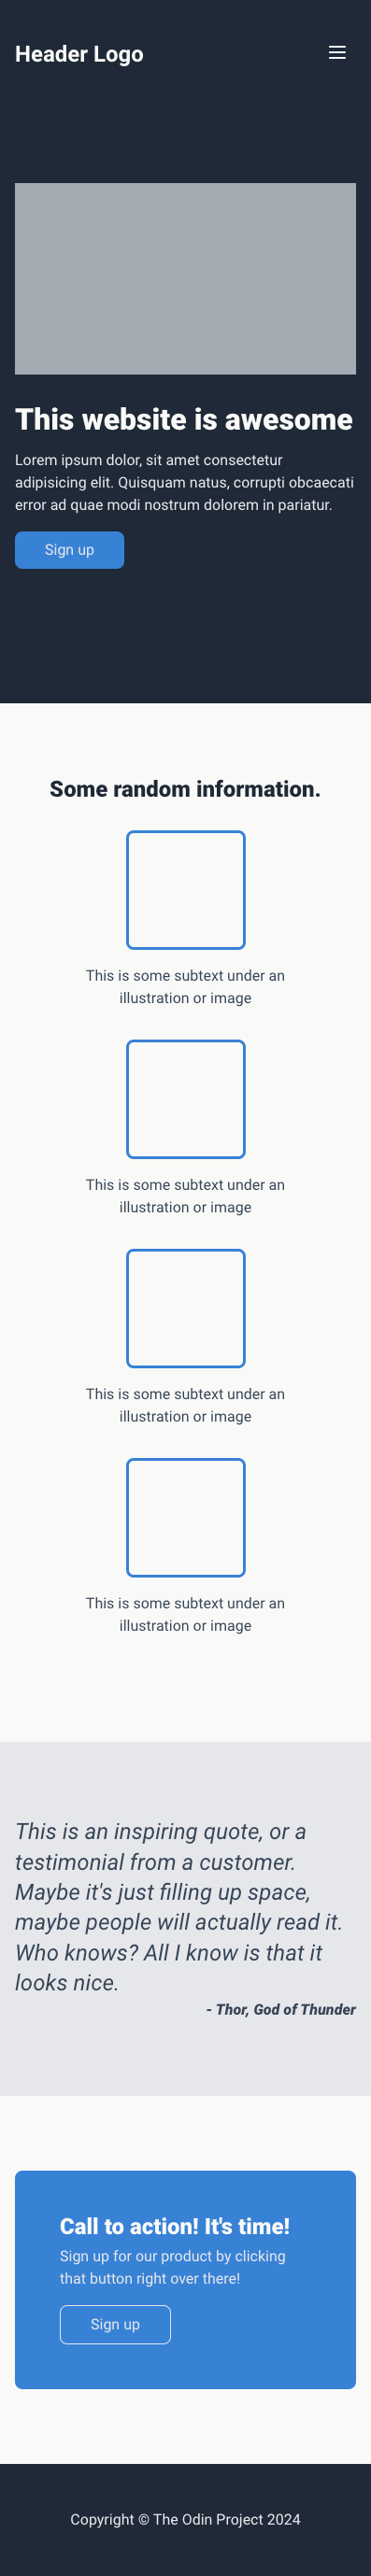 Header Logo
This website is awesome
Lorem ipsum dolor, sit amet consectetur
adipisicing elit. Quisquam natus, corrupti obcaecati
error ad quae modi nostrum dolorem in pariatur.
Sign up
Some random information.
This is some subtext under an
illustration or image
This is some subtext under an
illustration or image
This is some subtext under an
illustration or image
This is some subtext under an
illustration or image
This is an inspiring quote, or a
testimonial from a customer.
Maybe it's just filling up space,
maybe people will actually read it.
Who knows? All I know is that it
looks nice.
- Thor, God of Thunder
Call to action! It's time!
Sign up for our product by clicking
that button right over there!
Sign up
Copyright © The Odin Project 2024